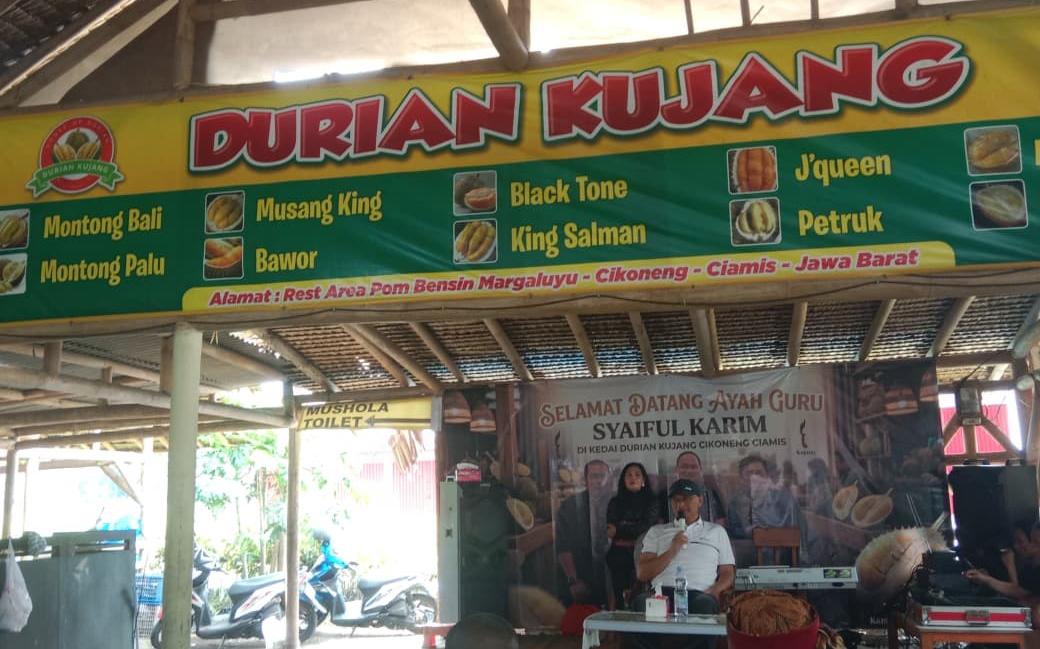 DURIAN KUJANG
DURIAN KUJANG
Montong Bali
Montong Palu
Musang King
Bawor
Black Tone
King Salman
J'queen
Petruk
Alamat : Rest Area Pom Bensin Margaluyu - Cikoneng - Ciamis - Jawa Barat
MUSHOLA
TOILET
SELAMAT DATANG AYAH GURU
SYAIFUL KARIM
DI KEDAI DURIAN KUJANG CIKONENG CIAMIS